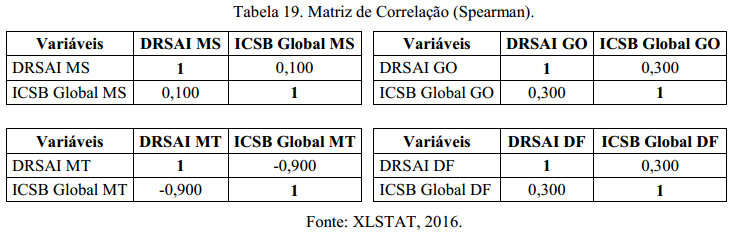 Tabela 19. Matriz de Correlação (Spearman).
Variáveis DRSAI MS ICSB Global MS
DRSAI MS 1 0,100
ICSB Global MS 0,100 1
Variáveis DRSAI GO ICSB Global GO
DRSAI GO 1 0,300
ICSB Global GO 0,300 1
Variáveis DRSAI MT ICSB Global MT
DRSAI MT 1 -0,900
ICSB Global MT -0,900 1
Variáveis DRSAI DF ICSB Global DF
DRSAI DF 1 0,300
ICSB Global DF 0,300 1
Fonte: XLSTAT, 2016.